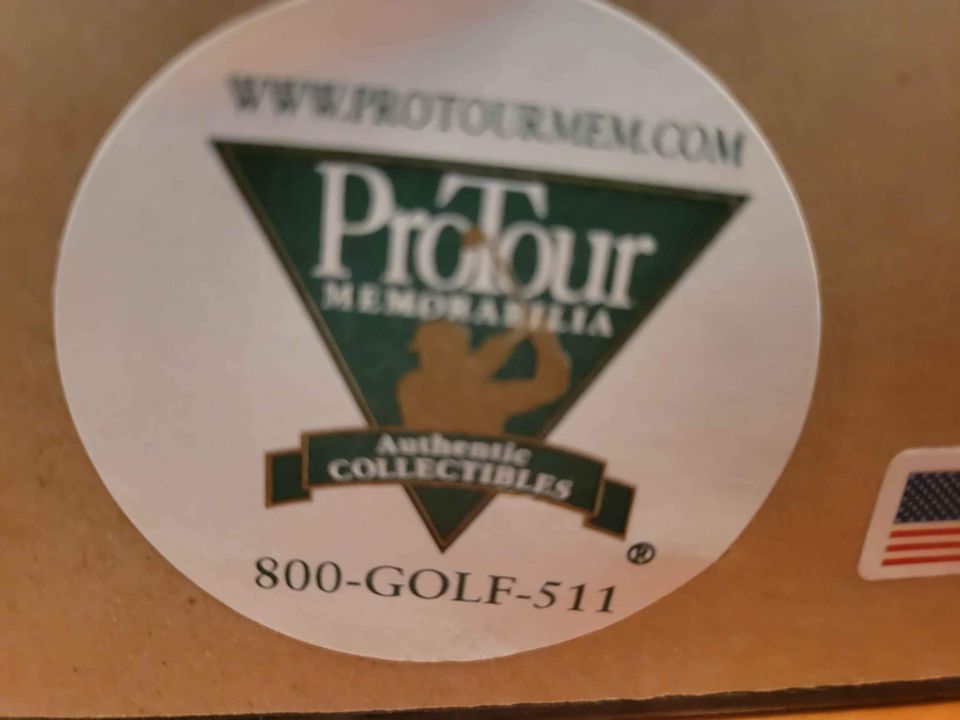 WWW.PROTOURMEM.COM
ProTour
MEMORABILIA
Authentic
COLLECTIBLES
®
800-GOLF-511